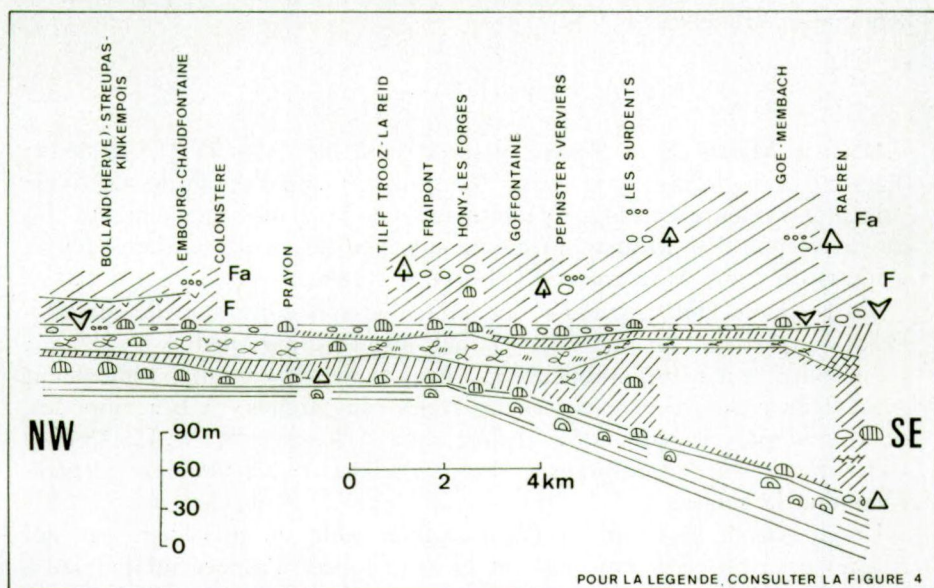 BOLLAND(HERVE)-STREUPAS-
KINKEMPOIS
EMBOURG-CHAUDFONTAINE
COLONSTERE
PRAYON
TILFF TROOZ-LA REID
FRAIPONT
HONY-LES FORGES
GOFFONTAINE
PEPINSTER-VERVIERS
LES SURDENTS
GOE-MEMBACH
RAEREN
Fa
F
Fa
F
NW
SE
90m
60
30
0
0 2 4 km
POUR LA LEGENDE, CONSULTER LA FIGURE 4